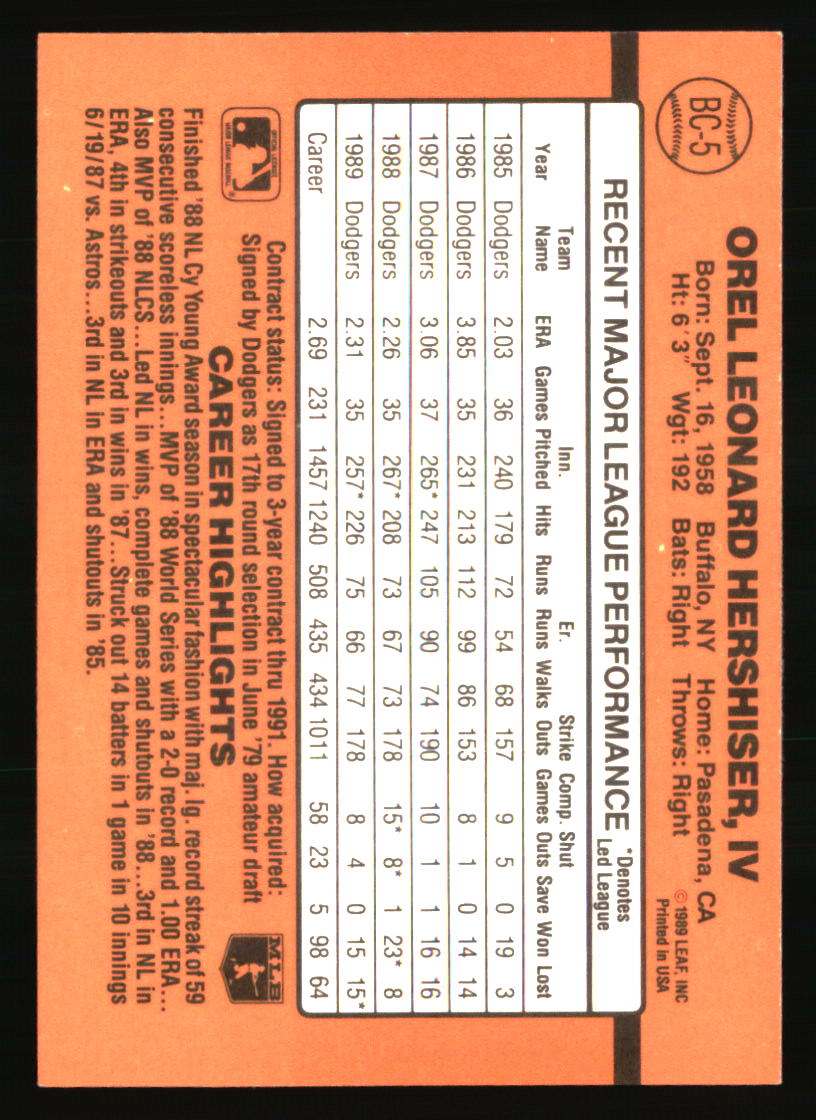 BC-5
OREL LEONARD HERSHISER, IV
Born: Sept. 16, 1958 Buffalo, NY Home: Pasadena, CA
Ht: 6'3" Wgt: 192 Bats: Right Throws: Right
© 1989 LEAF, INC
Printed in USA
RECENT MAJOR LEAGUE PERFORMANCE *Denotes
Led League
Team Inn. Er. Strike Comp. Shut
Year Name ERA Games Pitched Hits Runs Runs Walks Outs Games Outs Save Won Lost
1985 Dodgers 2.03 36 240 179 72 54 68 157 9 5 0 19 3
1986 Dodgers 3.85 35 231 213 112 99 86 153 8 1 0 14 14
1987 Dodgers 3.06 37 265* 247 105 90 74 190 10 1 1 16 16
1988 Dodgers 2.26 35 267* 208 73 67 73 178 15* 8* 1 23* 8
1989 Dodgers 2.31 35 257* 226 75 66 77 178 8 4 0 15 15*
Career 2.69 231 1457 1240 508 435 434 1011 58 23 5 98 64
OFFICIAL LICENSEE
MAJOR LEAGUE BASEBALL
®
Contract status: Signed to 3-year contract thru 1991. How acquired:
Signed by Dodgers as 17th round selection in June '79 amateur draft
MLB
CAREER HIGHLIGHTS
Finished '88 NL Cy Young Award season in spectacular fashion with maj. lg. record streak of 59
consecutive scoreless innings...MVP of '88 World Series with a 2-0 record and 1.00 ERA...
Also MVP of '88 NLCS...Led NL in wins, complete games and shutouts in '88...3rd in NL in
ERA, 4th in strikeouts and 3rd in wins in '87...Struck out 14 batters in 1 game in 10 innings
6/19/87 vs. Astros...3rd in NL in ERA and shutouts in '85.